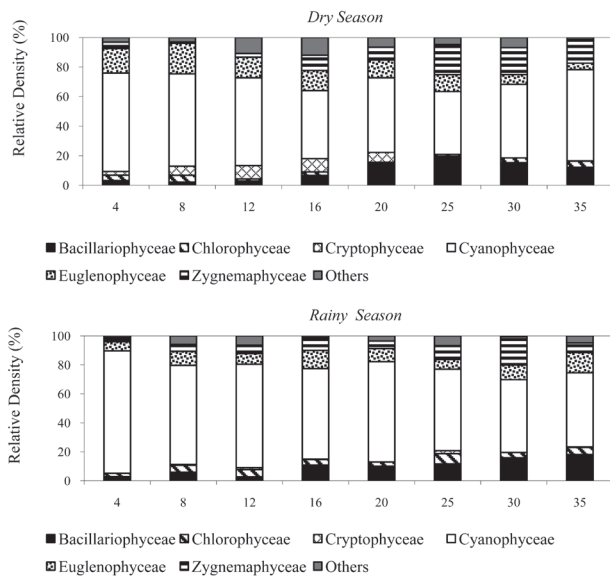 Dry Season
Relative Density (%)
100
80
60
40
20
0
4 8 12 16 20 25 30 35
Bacillariophyceae Chlorophyceae Cryptophyceae Cyanophyceae
Euglenophyceae Zygnemaphyceae Others
Rainy Season
Relative Density (%)
100
80
60
40
20
0
4 8 12 16 20 25 30 35
Bacillariophyceae Chlorophyceae Cryptophyceae Cyanophyceae
Euglenophyceae Zygnemaphyceae Others